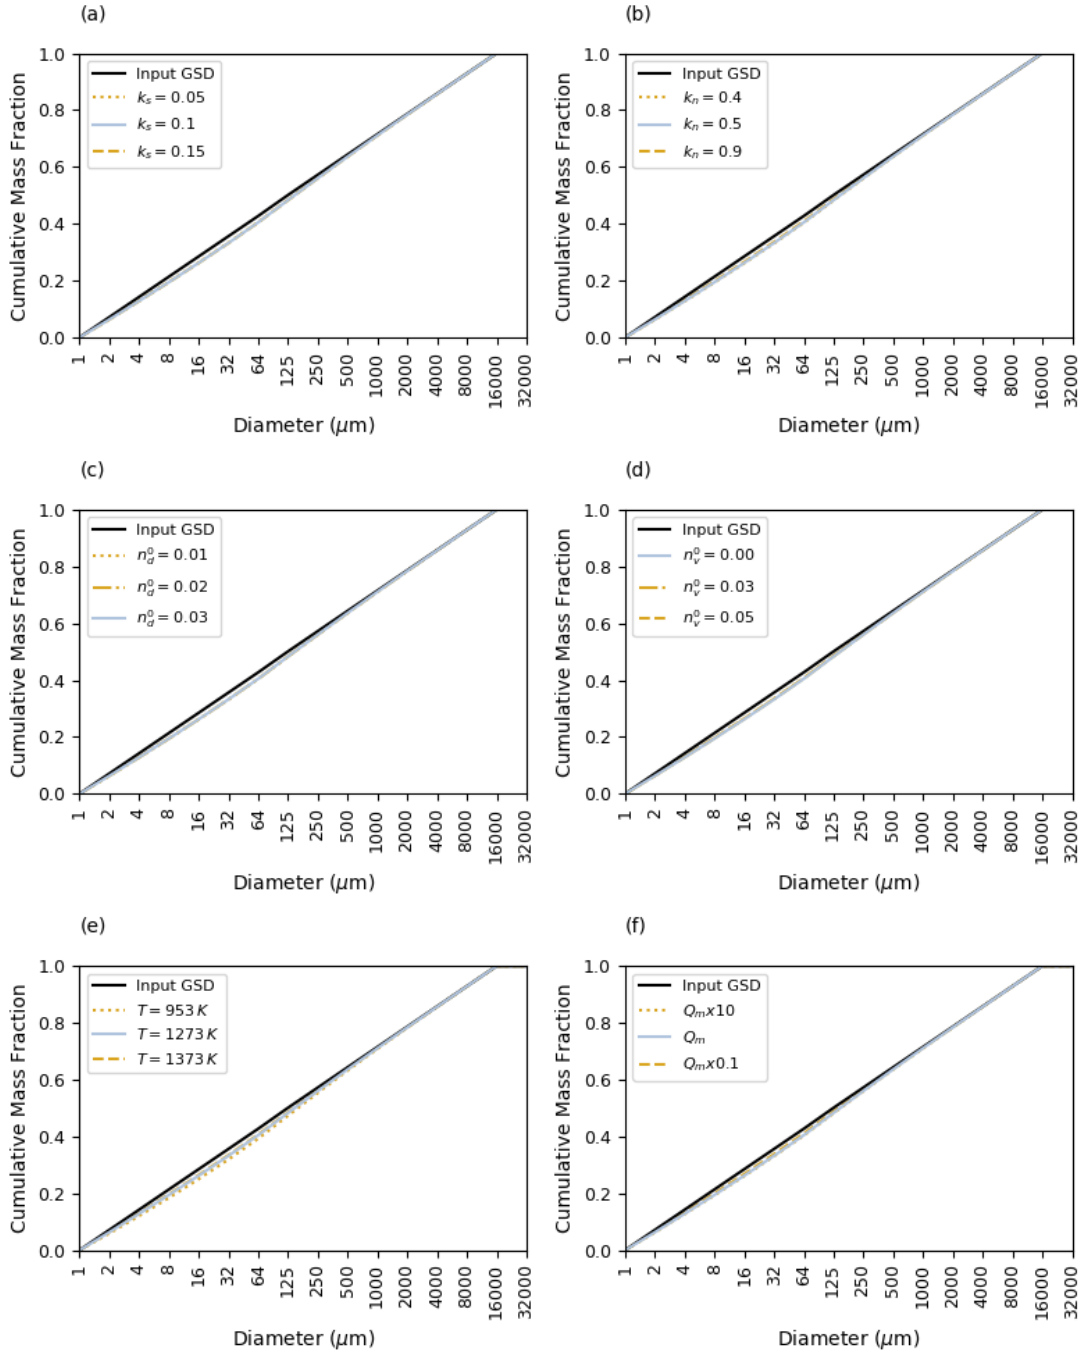 (a)
Cumulative Mass Fraction
1.0
0.8
0.6
0.4
0.2
0.0
Input GSD
k_s = 0.05
k_s = 0.1
k_s = 0.15
1 2 4 8 16 32 64 125 250 500 1000 2000 4000 8000 16000 32000
Diameter (μm)
(b)
Cumulative Mass Fraction
1.0
0.8
0.6
0.4
0.2
0.0
Input GSD
k_n = 0.4
k_n = 0.5
k_n = 0.9
1 2 4 8 16 32 64 125 250 500 1000 2000 4000 8000 16000 32000
Diameter (μm)
(c)
Cumulative Mass Fraction
1.0
0.8
0.6
0.4
0.2
0.0
Input GSD
n_d^0 = 0.01
n_d^0 = 0.02
n_d^0 = 0.03
1 2 4 8 16 32 64 125 250 500 1000 2000 4000 8000 16000 32000
Diameter (μm)
(d)
Cumulative Mass Fraction
1.0
0.8
0.6
0.4
0.2
0.0
Input GSD
n_v^0 = 0.00
n_v^0 = 0.03
n_v^0 = 0.05
1 2 4 8 16 32 64 125 250 500 1000 2000 4000 8000 16000 32000
Diameter (μm)
(e)
Cumulative Mass Fraction
1.0
0.8
0.6
0.4
0.2
0.0
Input GSD
T = 953 K
T = 1273 K
T = 1373 K
1 2 4 8 16 32 64 125 250 500 1000 2000 4000 8000 16000 32000
Diameter (μm)
(f)
Cumulative Mass Fraction
1.0
0.8
0.6
0.4
0.2
0.0
Input GSD
Q_m x10
Q_m
Q_m x0.1
1 2 4 8 16 32 64 125 250 500 1000 2000 4000 8000 16000 32000
Diameter (μm)